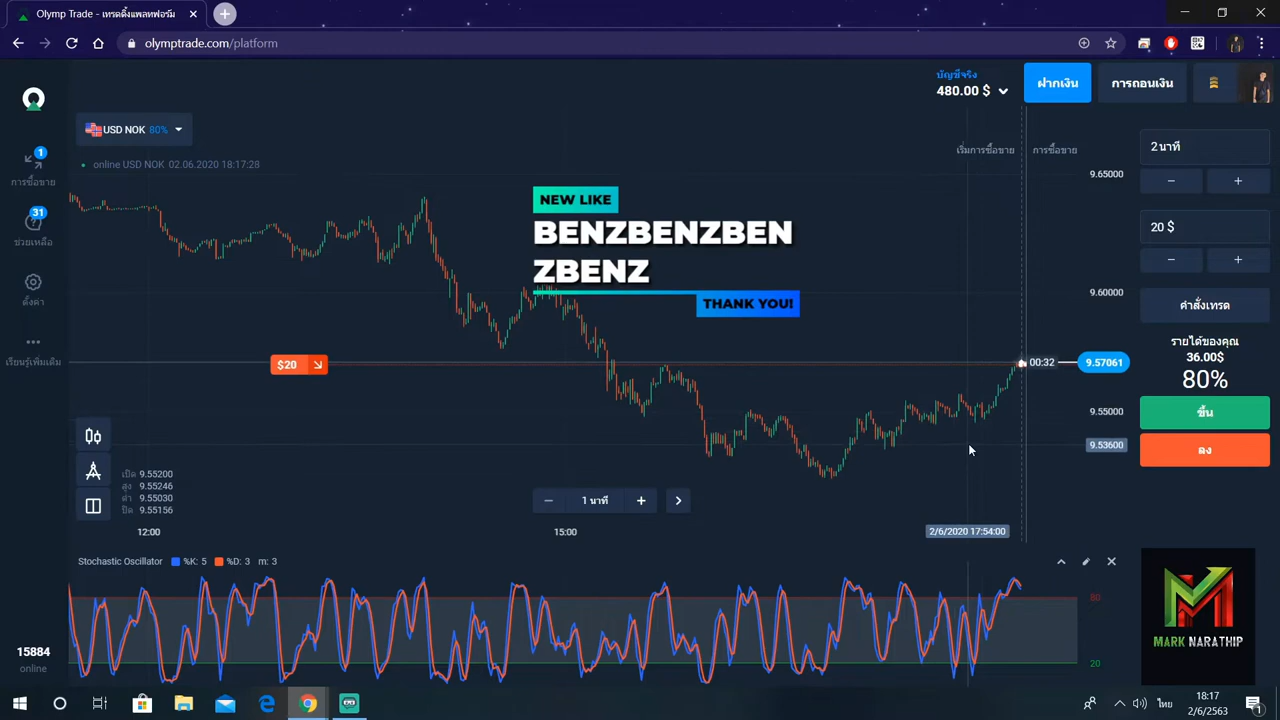 Olymp Trade - เทรดดิ้งแพลทฟอร์ม
olymptrade.com/platform
บัญชีจริง
480.00 $
ฝากเงิน
การถอนเงิน
USD NOK 80%
online USD NOK 02.06.2020 18:17:28
เริ่มการซื้อขาย
การซื้อขาย
1
การซื้อขาย
31
ช่วยเหลือ
ตั้งค่า
เรียนรู้เพิ่มเติม
NEW LIKE
BENZBENZBEN
ZBENZ
THANK YOU!
$20
00:32
9.65000
9.60000
9.57061
9.55000
9.53600
2 นาที
20 $
คำสั่งเทรด
รายได้ของคุณ
36.00$
80%
ขึ้น
ลง
เปิด 9.55200
สูง 9.55246
ต่ำ 9.55030
ปิด 9.55156
1 นาที
12:00
15:00
2/6/2020 17:54:00
Stochastic Oscillator %K: 5 %D: 3 m: 3
80
20
MARK NARATHIP
15884
online
ไทย
18:17
2/6/2563
1